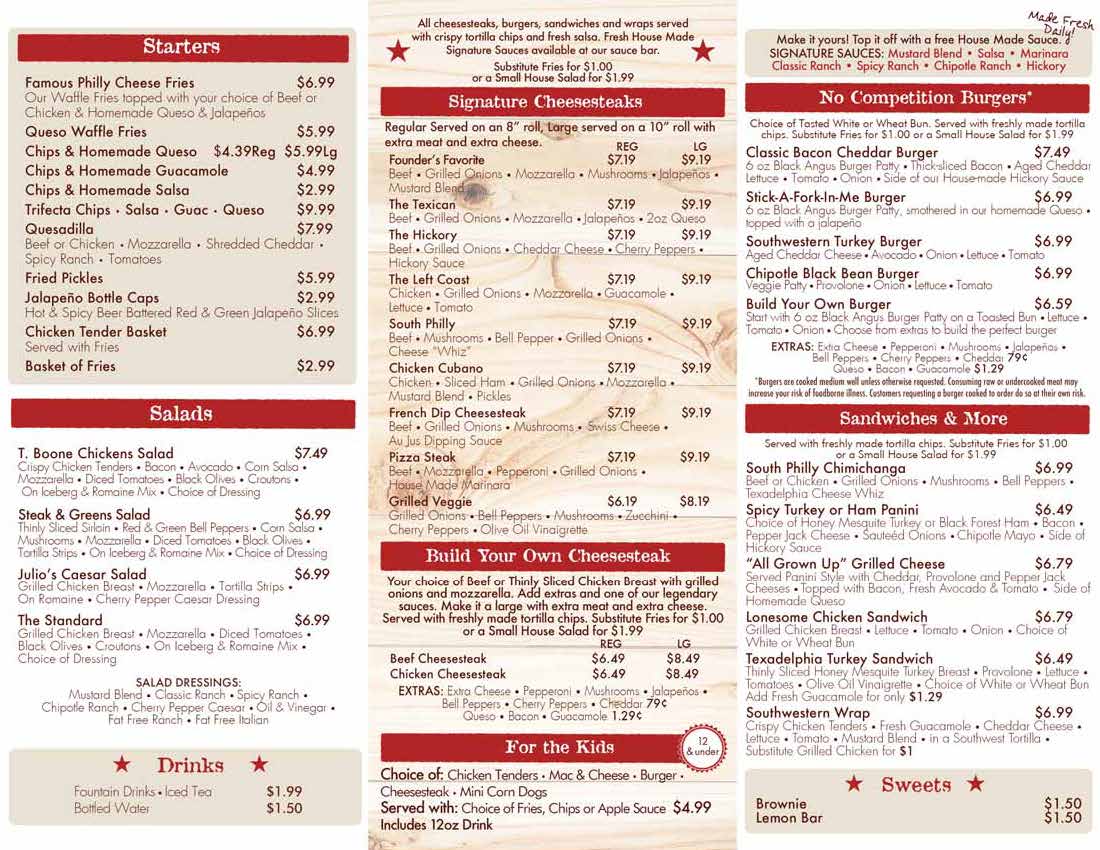 Starters
Famous Philly Cheese Fries $6.99
Our Waffle Fries topped with your choice of Beef or
Chicken & Homemade Queso & Jalapeños
Queso Waffle Fries $5.99
Chips & Homemade Queso $4.39Reg $5.99Lg
Chips & Homemade Guacamole $4.99
Chips & Homemade Salsa $2.99
Trifecta Chips • Salsa • Guac • Queso $9.99
Quesadilla $7.99
Beef or Chicken • Mozzarella • Shredded Cheddar •
Spicy Ranch • Tomatoes
Fried Pickles $5.99
Jalapeño Bottle Caps $2.99
Hot & Spicy Beer Battered Red & Green Jalapeño Slices
Chicken Tender Basket $6.99
Served with Fries
Basket of Fries $2.99
Salads
T. Boone Chickens Salad $7.49
Crispy Chicken Tenders • Bacon • Avocado • Corn Salsa •
Mozzarella • Diced Tomatoes • Black Olives • Croutons •
On Iceberg & Romaine Mix • Choice of Dressing
Steak & Greens Salad $6.99
Thinly Sliced Sirloin • Red & Green Bell Peppers • Corn Salsa •
Mushrooms • Mozzarella • Diced Tomatoes • Black Olives •
Tortilla Strips • On Iceberg & Romaine Mix • Choice of Dressing
Julio's Caesar Salad $6.99
Grilled Chicken Breast • Mozzarella • Tortilla Strips •
On Romaine • Cherry Pepper Caesar Dressing
The Standard $6.99
Grilled Chicken Breast • Mozzarella • Diced Tomatoes •
Black Olives • Croutons • On Iceberg & Romaine Mix •
Choice of Dressing
SALAD DRESSINGS:
Mustard Blend • Classic Ranch • Spicy Ranch •
Chipotle Ranch • Cherry Pepper Caesar • Oil & Vinegar •
Fat Free Ranch • Fat Free Italian
★ Drinks ★
Fountain Drinks • Iced Tea $1.99
Bottled Water $1.50
All cheesesteaks, burgers, sandwiches and wraps served
with crispy tortilla chips and fresh salsa. Fresh House Made
Signature Sauces available at our sauce bar.
Substitute Fries for $1.00
or a Small House Salad for $1.99
Signature Cheesesteaks
Regular Served on an 8" roll, Large served on a 10" roll with
extra meat and extra cheese.
REG LG
Founder's Favorite $7.19 $9.19
Beef • Grilled Onions • Mozzarella • Mushrooms • Jalapeños •
Mustard Blend
The Texican $7.19 $9.19
Beef • Grilled Onions • Mozzarella • Jalapeños • 2oz Queso
The Hickory $7.19 $9.19
Beef • Grilled Onions • Cheddar Cheese • Cherry Peppers •
Hickory Sauce
The Left Coast $7.19 $9.19
Chicken • Grilled Onions • Mozzarella • Guacamole •
Lettuce • Tomato
South Philly $7.19 $9.19
Beef • Mushrooms • Bell Pepper • Grilled Onions •
Cheese "Whiz"
Chicken Cubano $7.19 $9.19
Chicken • Sliced Ham • Grilled Onions • Mozzarella •
Mustard Blend • Pickles
French Dip Cheesesteak $7.19 $9.19
Beef • Grilled Onions • Mushrooms • Swiss Cheese •
Au Jus Dipping Sauce
Pizza Steak $7.19 $9.19
Beef • Mozzarella • Pepperoni • Grilled Onions •
House Made Marinara
Grilled Veggie $6.19 $8.19
Grilled Onions • Bell Peppers • Mushrooms • Zucchini •
Cherry Peppers • Olive Oil Vinaigrette
Build Your Own Cheesesteak
Your choice of Beef or Thinly Sliced Chicken Breast with grilled
onions and mozzarella. Add extras and one of our legendary
sauces. Make it a large with extra meat and extra cheese.
Served with freshly made tortilla chips. Substitute Fries for $1.00
or a Small House Salad for $1.99
REG LG
Beef Cheesesteak $6.49 $8.49
Chicken Cheesesteak $6.49 $8.49
EXTRAS: Extra Cheese • Pepperoni • Mushrooms • Jalapeños •
Bell Peppers • Cherry Peppers • Cheddar 79¢
Queso • Bacon • Guacamole 1.29¢
For the Kids
12
& under
Choice of: Chicken Tenders • Mac & Cheese • Burger •
Cheesesteak • Mini Corn Dogs
Served with: Choice of Fries, Chips or Apple Sauce $4.99
Includes 12oz Drink
Made Fresh
Daily!
Make it yours! Top it off with a free House Made Sauce.
SIGNATURE SAUCES: Mustard Blend • Salsa • Marinara
Classic Ranch • Spicy Ranch • Chipotle Ranch • Hickory
No Competition Burgers*
Choice of Tasted White or Wheat Bun. Served with freshly made tortilla
chips. Substitute Fries for $1.00 or a Small House Salad for $1.99
Classic Bacon Cheddar Burger $7.49
6 oz Black Angus Burger Patty • Thick-sliced Bacon • Aged Cheddar
Lettuce • Tomato • Onion • Side of our House-made Hickory Sauce
Stick-A-Fork-In-Me Burger $6.99
6 oz Black Angus Burger Patty, smothered in our homemade Queso •
topped with a jalapeño
Southwestern Turkey Burger $6.99
Aged Cheddar Cheese • Avocado • Onion • Lettuce • Tomato
Chipotle Black Bean Burger $6.99
Veggie Patty • Provolone • Onion • Lettuce • Tomato
Build Your Own Burger $6.59
Start with 6 oz Black Angus Burger Patty on a Toasted Bun • Lettuce •
Tomato • Onion • Choose from extras to build the perfect burger
EXTRAS: Extra Cheese • Pepperoni • Mushrooms • Jalapeños •
Bell Peppers • Cherry Peppers • Cheddar 79¢
Queso • Bacon • Guacamole $1.29
*Burgers are cooked medium well unless otherwise requested. Consuming raw or undercooked meat may
increase your risk of foodborne illness. Customers requesting a burger cooked to order do so at their own risk.
Sandwiches & More
Served with freshly made tortilla chips. Substitute Fries for $1.00
or a Small House Salad for $1.99
South Philly Chimichanga $6.99
Beef or Chicken • Grilled Onions • Mushrooms • Bell Peppers •
Texadelphia Cheese Whiz
Spicy Turkey or Ham Panini $6.49
Choice of Honey Mesquite Turkey or Black Forest Ham • Bacon •
Pepper Jack Cheese • Sauteéd Onions • Chipotle Mayo • Side of
Hickory Sauce
"All Grown Up" Grilled Cheese $6.79
Served Panini Style with Cheddar, Provolone and Pepper Jack
Cheeses • Topped with Bacon, Fresh Avocado & Tomato • Side of
Homemade Queso
Lonesome Chicken Sandwich $6.79
Grilled Chicken Breast • Lettuce • Tomato • Onion • Choice of
White or Wheat Bun
Texadelphia Turkey Sandwich $6.49
Thinly Sliced Honey Mesquite Turkey Breast • Provolone • Lettuce •
Tomatoes • Olive Oil Vinaigrette • Choice of White or Wheat Bun
Add Fresh Guacamole for only $1.29
Southwestern Wrap $6.99
Crispy Chicken Tenders • Fresh Guacamole • Cheddar Cheese •
Lettuce • Tomato • Mustard Blend • in a Southwest Tortilla •
Substitute Grilled Chicken for $1
★ Sweets ★
Brownie $1.50
Lemon Bar $1.50